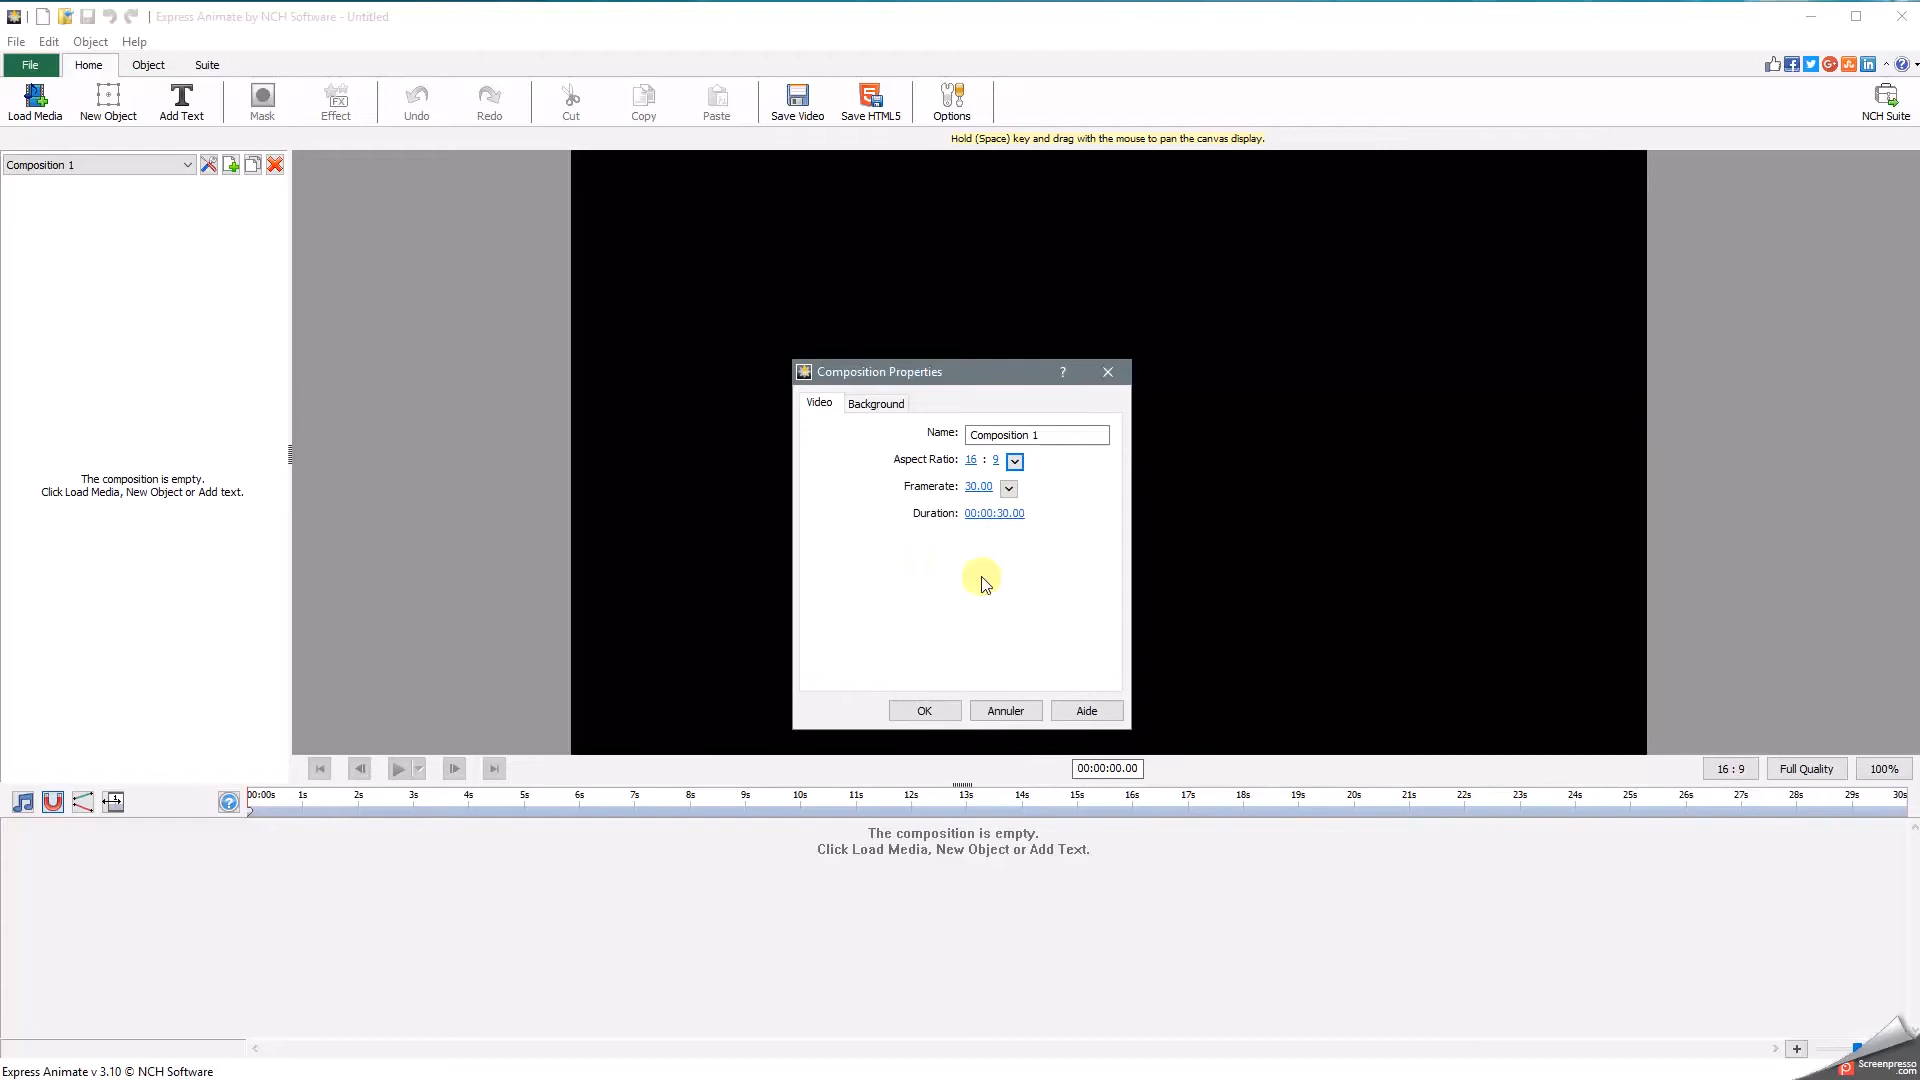 Express Animate by NCH Software - Untitled
File Edit Object Help
File Home Object Suite
Load Media New Object Add Text Mask Effect Undo Redo Cut Copy Paste Save Video Save HTML5 Options NCH Suite
FX
Hold (Space) key and drag with the mouse to pan the canvas display.
Composition 1
The composition is empty.
Click Load Media, New Object or Add text.
Composition Properties ?
Video Background
Name: Composition 1
Aspect Ratio: 16 : 9
Framerate: 30.00
Duration: 00:00:30.00
OK Annuler Aide
00:00:00.00 16 : 9 Full Quality 100%
00:00s 1s 2s 3s 4s 5s 6s 7s 8s 9s 10s 11s 12s 13s 14s 15s 16s 17s 18s 19s 20s 21s 22s 23s 24s 25s 26s 27s 28s 29s 30s
The composition is empty.
Click Load Media, New Object or Add Text.
Express Animate v 3.10 © NCH Software
Screenpresso
.com